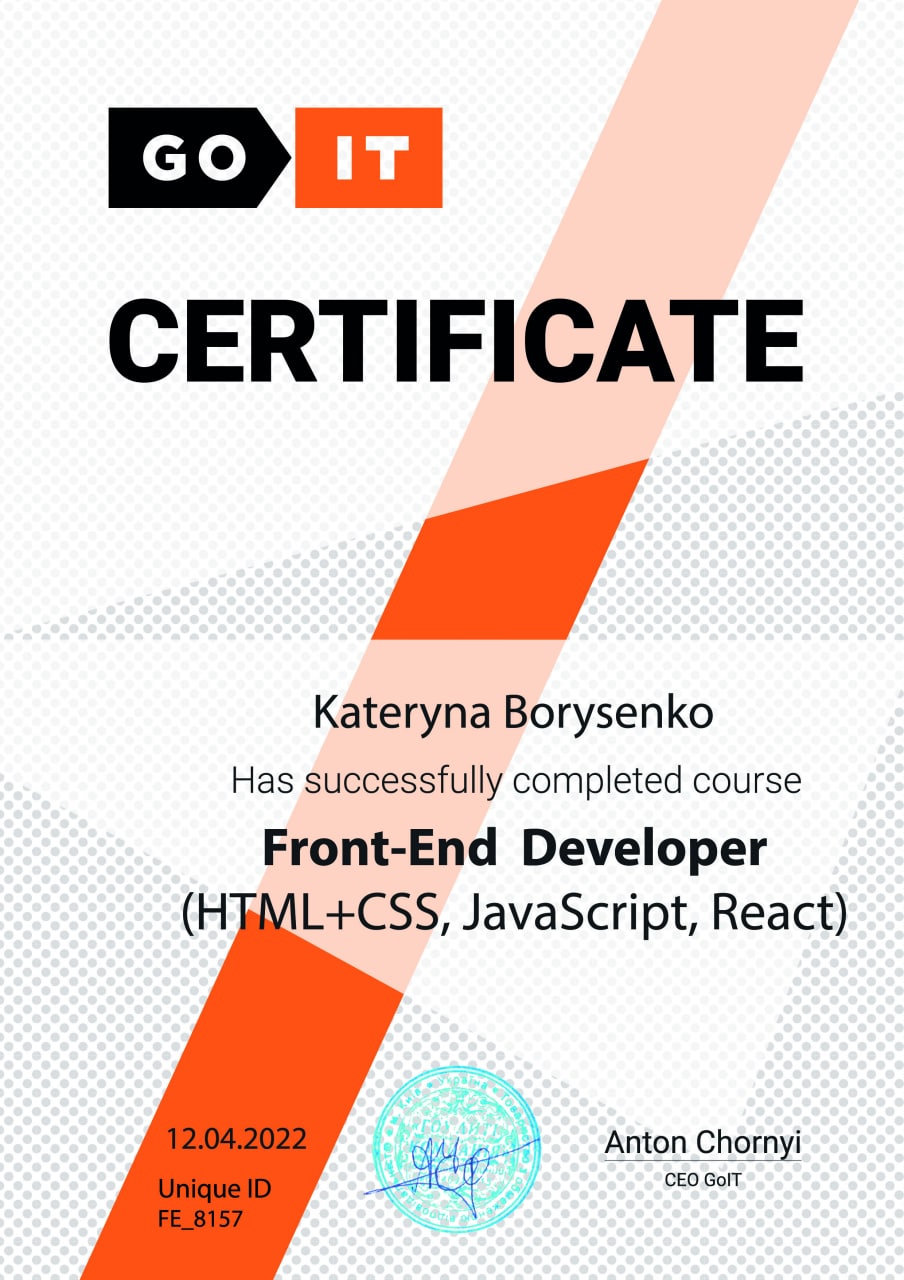 GO IT
CERTIFICATE
Kateryna Borysenko
Has successfully completed course
Front-End Developer
(HTML+CSS, JavaScript, React)
12.04.2022
Unique ID
FE_8157
Anton Chornyi
CEO GoIT